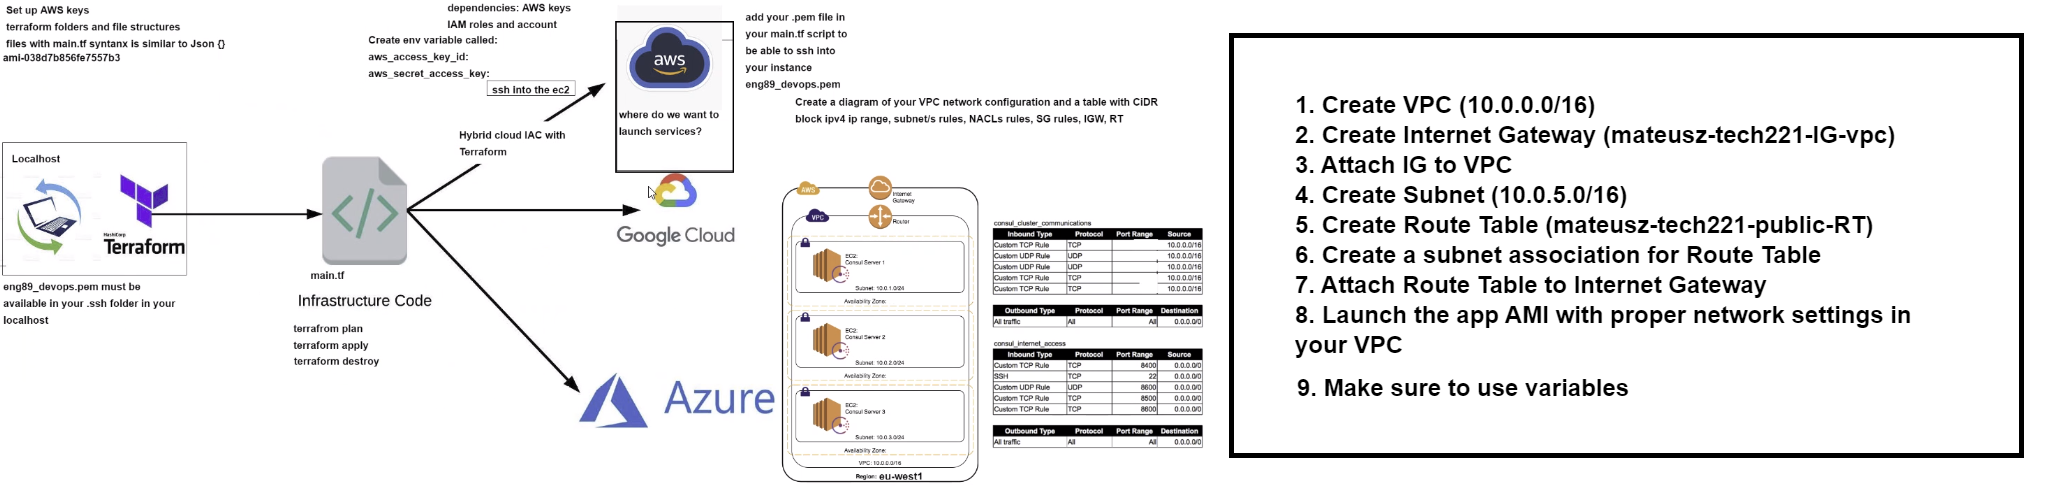 Set up AWS keys
terraform folders and file structures
files with main.tf syntanx is similar to Json {}
ami-038d7b856fe7557b3
dependencies: AWS keys
IAM roles and account
Create env variable called:
aws_access_key_id:
aws_secret_access_key:
ssh into the ec2
aws
where do we want to
launch services?
add your .pem file in
your main.tf script to
be able to ssh into
your instance
eng89_devops.pem
Create a diagram of your VPC network configuration and a table with CiDR
block ipv4 ip range, subnet/s rules, NACLs rules, SG rules, IGW, RT
Hybrid cloud IAC with
Terraform
Localhost
HashiCorp
Terraform
eng89_devops.pem must be
available in your .ssh folder in your
localhost
</>
main.tf
Infrastructure Code
terrafrom plan
terraform apply
terraform destroy
Google Cloud
Azure
AWS
Internet
Gateway
VPC
Router
EC2:
Consul Server 1
Subnet: 10.0.1.0/24
Availability Zone:
EC2:
Consul Server 2
Subnet: 10.0.2.0/24
Availability Zone:
EC2:
Consul Server 3
Subnet: 10.0.3.0/24
Availability Zone:
VPC: 10.0.0.0/16
Region: eu-west1
consul_cluster_communications
Inbound Type Protocol Port Range Source
Custom TCP Rule TCP 10.0.0.0/16
Custom UDP Rule UDP 10.0.0.0/16
Custom UDP Rule UDP 10.0.0.0/16
Custom TCP Rule TCP 10.0.0.0/16
Custom TCP Rule TCP 10.0.0.0/16
Outbound Type Protocol Port Range Destination
All traffic All All 0.0.0.0/0
consul_internet_access
Inbound Type Protocol Port Range Source
Custom TCP Rule TCP 8400 0.0.0.0/0
SSH TCP 22 0.0.0.0/0
Custom UDP Rule UDP 8600 0.0.0.0/0
Custom TCP Rule TCP 8500 0.0.0.0/0
Custom TCP Rule TCP 8600 0.0.0.0/0
Outbound Type Protocol Port Range Destination
All traffic All All 0.0.0.0/0
1. Create VPC (10.0.0.0/16)
2. Create Internet Gateway (mateusz-tech221-IG-vpc)
3. Attach IG to VPC
4. Create Subnet (10.0.5.0/16)
5. Create Route Table (mateusz-tech221-public-RT)
6. Create a subnet association for Route Table
7. Attach Route Table to Internet Gateway
8. Launch the app AMI with proper network settings in
your VPC
9. Make sure to use variables